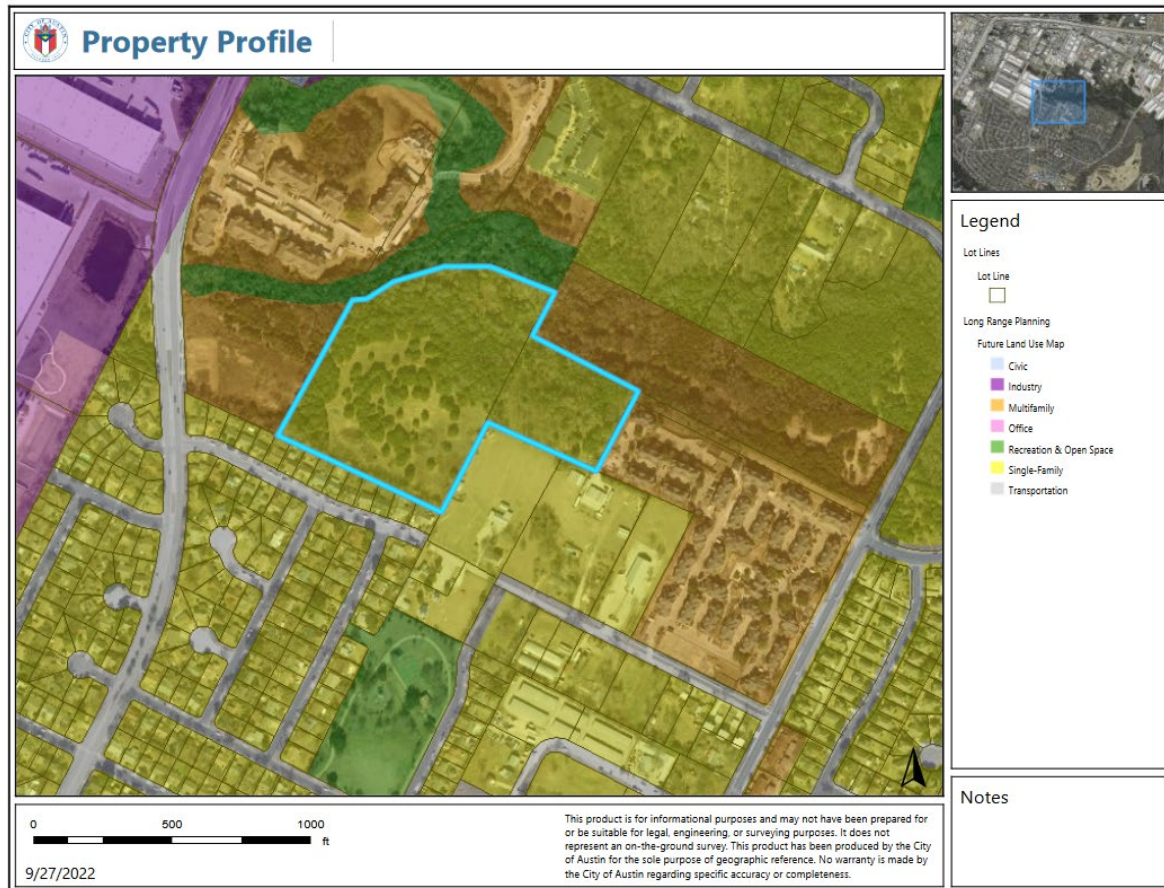 Property Profile
Legend
Lot Lines
Lot Line
Long Range Planning
Future Land Use Map
Civic
Industry
Multifamily
Office
Recreation & Open Space
Single-Family
Transportation
Notes
0 500 1000
ft
9/27/2022
This product is for informational purposes and may not have been prepared for
or be suitable for legal, engineering, or surveying purposes. It does not
represent an on-the-ground survey. This product has been produced by the City
of Austin for the sole purpose of geographic reference. No warranty is made by
the City of Austin regarding specific accuracy or completeness.